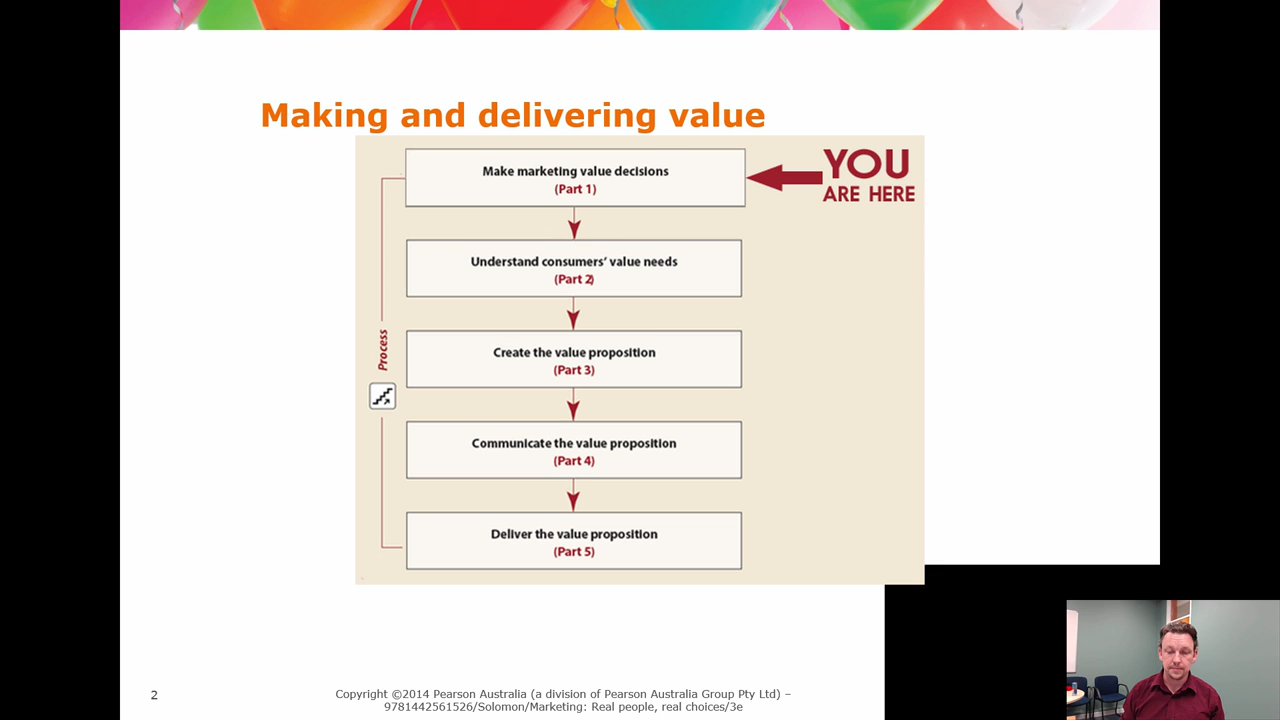 Making and delivering value
Make marketing value decisions
(Part 1)
YOU
ARE HERE
Understand consumers' value needs
(Part 2)
Process
Create the value proposition
(Part 3)
Communicate the value proposition
(Part 4)
Deliver the value proposition
(Part 5)
2
Copyright ©2014 Pearson Australia (a division of Pearson Australia Group Pty Ltd) –
9781442561526/Solomon/Marketing: Real people, real choices/3e